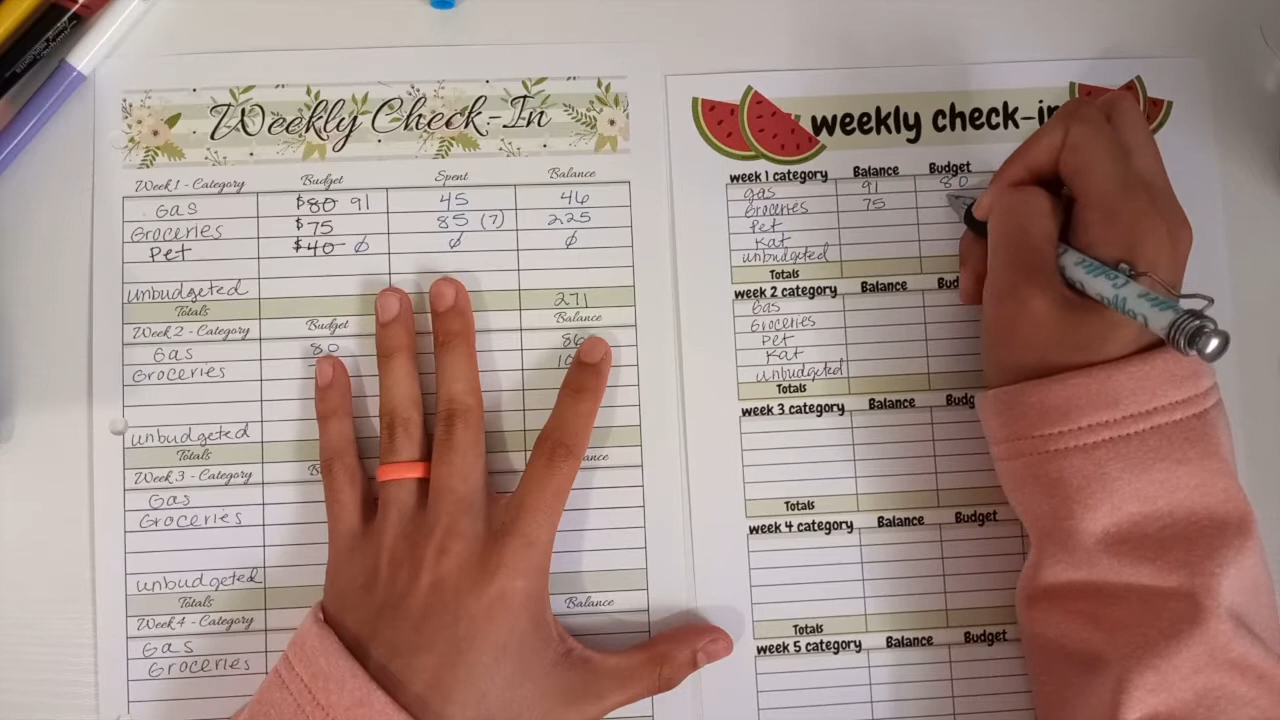 Weekly Check-In
Week 1 - Category Budget Spent Balance
Gas $80 91 45 46
Groceries $75 85 (7) 225
Pet $40 ∅ ∅ ∅
unbudgeted
Totals 271
Week 2 - Category Budget Balance
Gas 80
Groceries
unbudgeted
Totals
Week 3 - Category
Gas
Groceries
unbudgeted
Totals Balance
Week 4 - Category
Gas
Groceries
weekly check-in
week 1 category Balance Budget
gas 91 80
Groceries 75
Pet
Kat
unbudgeted
Totals
week 2 category Balance
Gas
Groceries
Pet
Kat
unbudgeted
Totals
week 3 category Balance
Totals
week 4 category Balance Budget
Totals
week 5 category Balance Budget